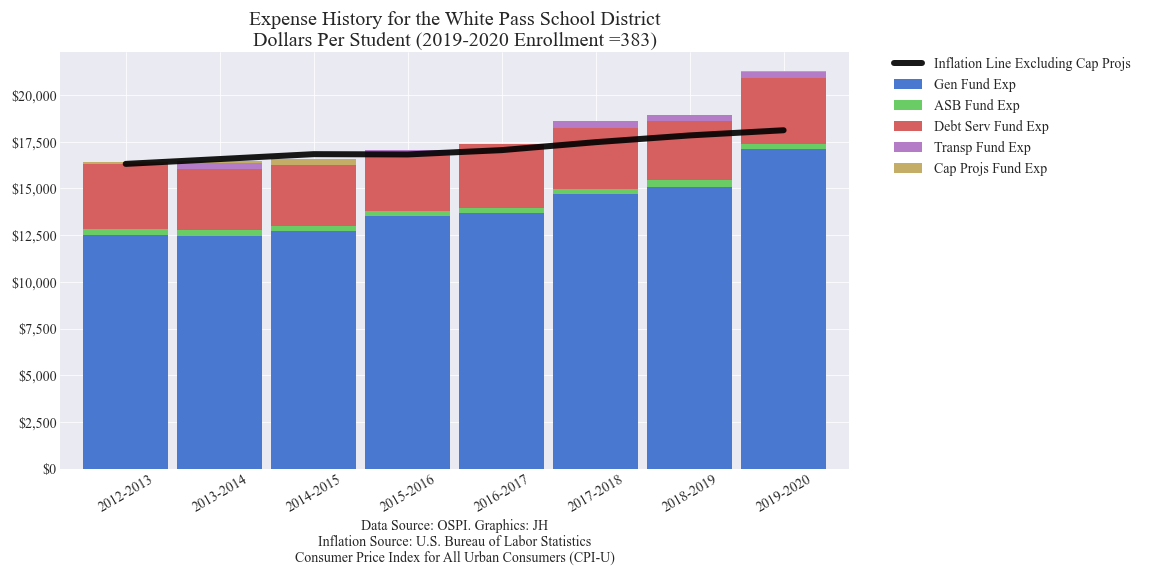 Expense History for the White Pass School District
Dollars Per Student (2019-2020 Enrollment =383)
Inflation Line Excluding Cap Projs
Gen Fund Exp
ASB Fund Exp
Debt Serv Fund Exp
Transp Fund Exp
Cap Projs Fund Exp
$20,000
$17,500
$15,000
$12,500
$10,000
$7,500
$5,000
$2,500
$0
2012-2013 2013-2014 2014-2015 2015-2016 2016-2017 2017-2018 2018-2019 2019-2020
Data Source: OSPI. Graphics: JH
Inflation Source: U.S. Bureau of Labor Statistics
Consumer Price Index for All Urban Consumers (CPI-U)